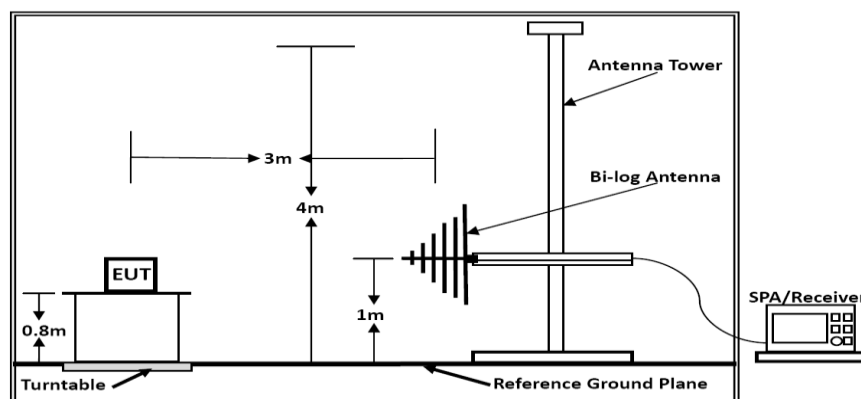 Antenna Tower
3m
Bi-log Antenna
4m
EUT
SPA/Receiver
0.8m
1m
Turntable
Reference Ground Plane